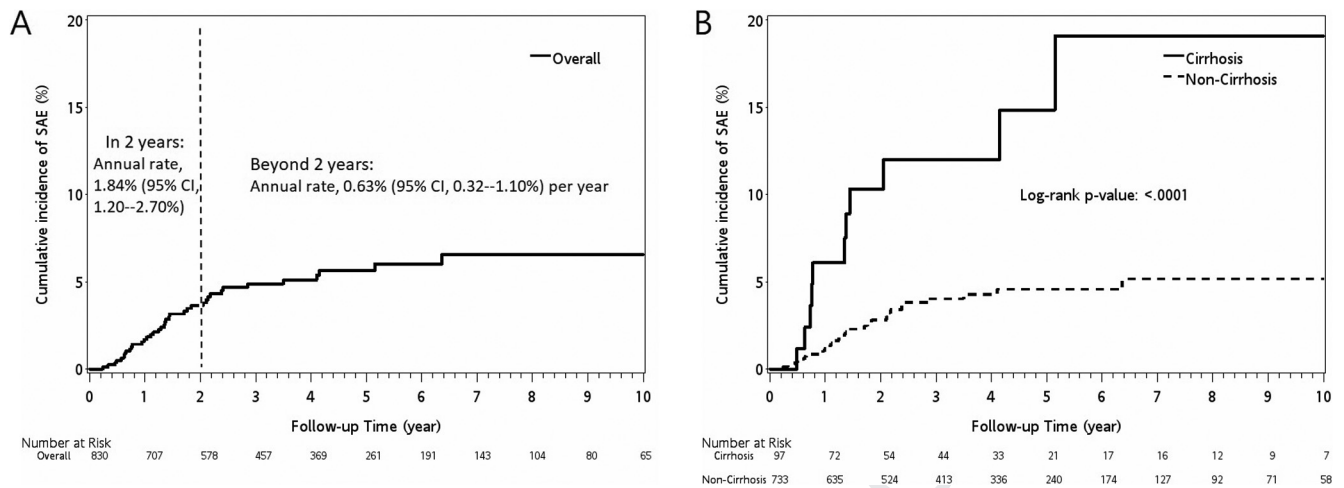 A
Cumulative incidence of SAE (%)
20
15
10
5
0
Overall
In 2 years:
Annual rate,
1.84% (95% CI,
1.20--2.70%)
Beyond 2 years:
Annual rate, 0.63% (95% CI, 0.32--1.10%) per year
0 1 2 3 4 5 6 7 8 9 10
Follow-up Time (year)
Number at Risk
Overall 830 707 578 457 369 261 191 143 104 80 65
B
Cumulative incidence of SAE (%)
20
15
10
5
0
Cirrhosis
Non-Cirrhosis
Log-rank p-value: <.0001
0 1 2 3 4 5 6 7 8 9 10
Follow-up Time (year)
Number at Risk
Cirrhosis 97 72 54 44 33 21 17 16 12 9 7
Non-Cirrhosis 733 635 524 413 336 240 174 127 92 71 58